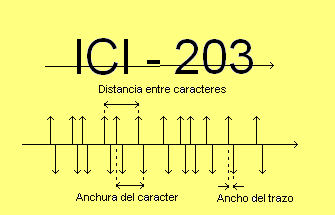 ICI - 203
Distancia entre caracteres
Anchura del caracter
Ancho del trazo